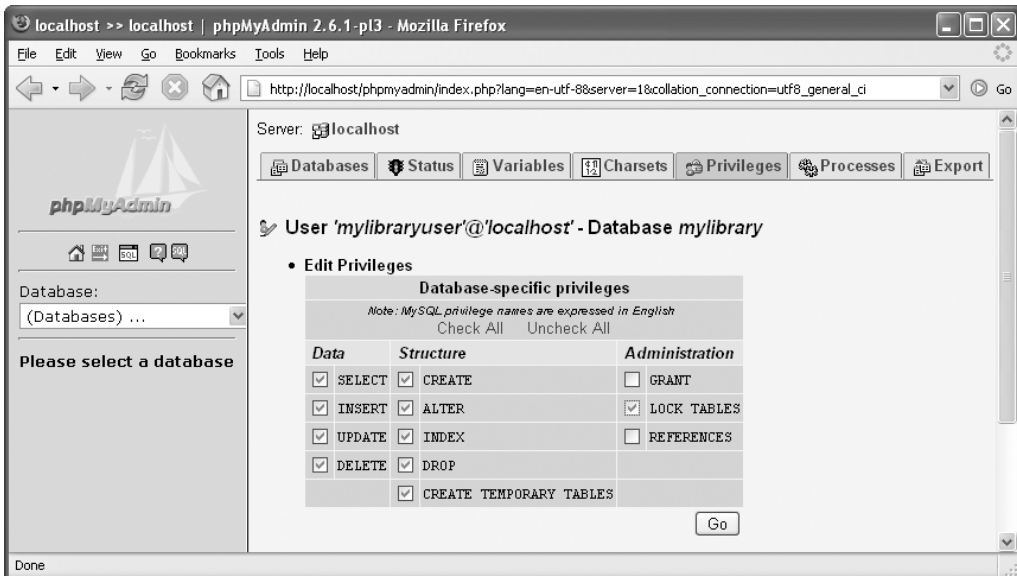 localhost >> localhost | phpMyAdmin 2.6.1-pl3 - Mozilla Firefox
File Edit View Go Bookmarks Tools Help
http://localhost/phpmyadmin/index.php?lang=en-utf-8&server=1&collation_connection=utf8_general_ci Go
phpMyAdmin
SQL SQL
Database:
(Databases) ...
Please select a database
Server: localhost
Databases Status Variables Charsets Privileges Processes Export
User 'mylibraryuser'@'localhost' - Database mylibrary
• Edit Privileges
Database-specific privileges
Note: MySQL privilege names are expressed in English
Check All Uncheck All
Data Structure Administration
SELECT CREATE GRANT
INSERT ALTER LOCK TABLES
UPDATE INDEX REFERENCES
DELETE DROP
CREATE TEMPORARY TABLES
Go
Done